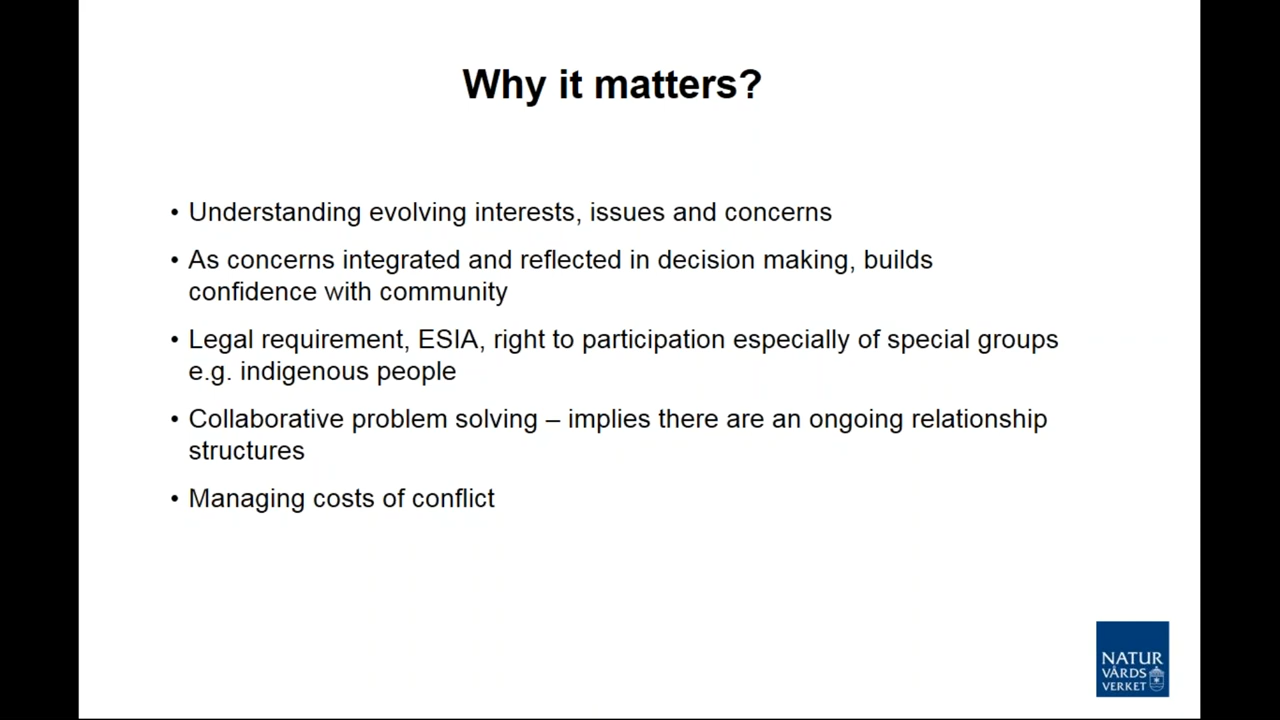 Why it matters?
• Understanding evolving interests, issues and concerns
• As concerns integrated and reflected in decision making, builds
confidence with community
• Legal requirement, ESIA, right to participation especially of special groups
e.g. indigenous people
• Collaborative problem solving – implies there are an ongoing relationship
structures
• Managing costs of conflict
NATUR
VÅRDS
VERKET